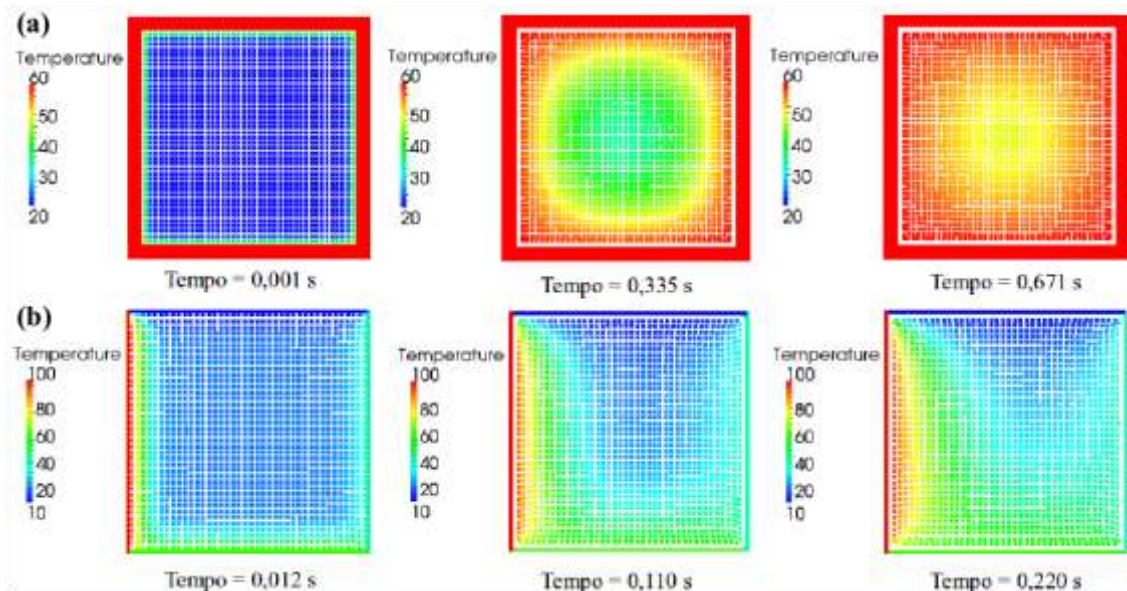 (a)
Temperature
60
50
40
30
20
Tempo = 0,001 s
Temperature
60
50
40
30
20
Tempo = 0,335 s
Temperature
60
50
40
30
20
Tempo = 0,671 s
(b)
Temperature
100
80
60
40
20
10
Tempo = 0,012 s
Temperature
100
80
60
40
20
10
Tempo = 0,110 s
Temperature
100
80
60
40
20
10
Tempo = 0,220 s